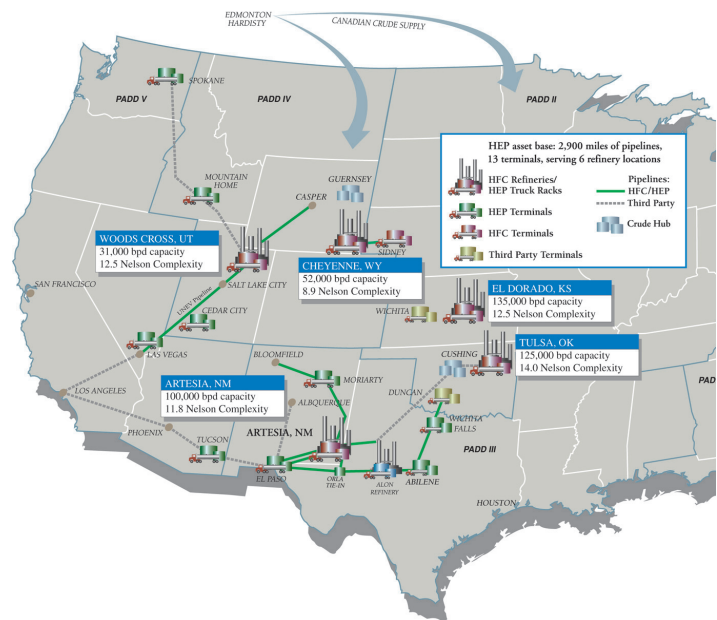 EDMONTON
HARDISTY
CANADIAN CRUDE SUPPLY
SPOKANE
PADD V
PADD IV
PADD II
HEP asset base: 2,900 miles of pipelines,
13 terminals, serving 6 refinery locations
HFC Refineries/
HEP Truck Racks
HEP Terminals
HFC Terminals
Third Party Terminals
Pipelines:
HFC/HEP
Third Party
Crude Hub
MOUNTAIN
HOME
CASPER
GUERNSEY
SIDNEY
WOODS CROSS, UT
31,000 bpd capacity
12.5 Nelson Complexity
CHEYENNE, WY
52,000 bpd capacity
8.9 Nelson Complexity
SAN FRANCISCO
UNEV Pipeline
SALT LAKE CITY
CEDAR CITY
EL DORADO, KS
135,000 bpd capacity
12.5 Nelson Complexity
WICHITA
LAS VEGAS
BLOOMFIELD
CUSHING
TULSA, OK
125,000 bpd capacity
14.0 Nelson Complexity
ARTESIA, NM
100,000 bpd capacity
11.8 Nelson Complexity
MORIARTY
LOS ANGELES
ALBQUERQUE
DUNCAN
PAD
PHOENIX
ARTESIA, NM
WICHITA
FALLS
TUCSON
PADD III
EL PASO
ORLA
TIE-IN
ALON
REFINERY
ABILENE
HOUSTON